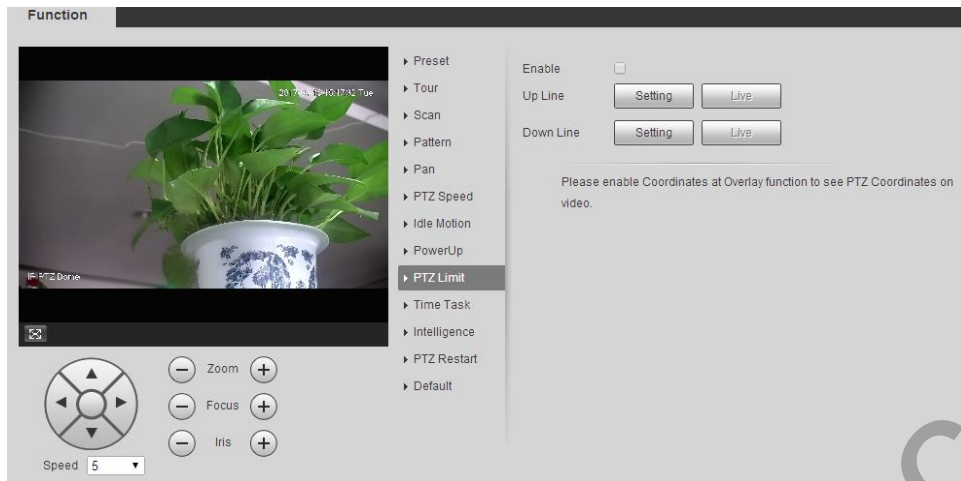 Function
2017
Tue
IP PTZ Dome
Preset
Tour
Scan
Pattern
Pan
PTZ Speed
Idle Motion
PowerUp
PTZ Limit
Time Task
Intelligence
PTZ Restart
Default
Enable
Up Line Setting Live
Down Line Setting Live
Please enable Coordinates at Overlay function to see PTZ Coordinates on
video.
Zoom
Focus
Iris
Speed 5